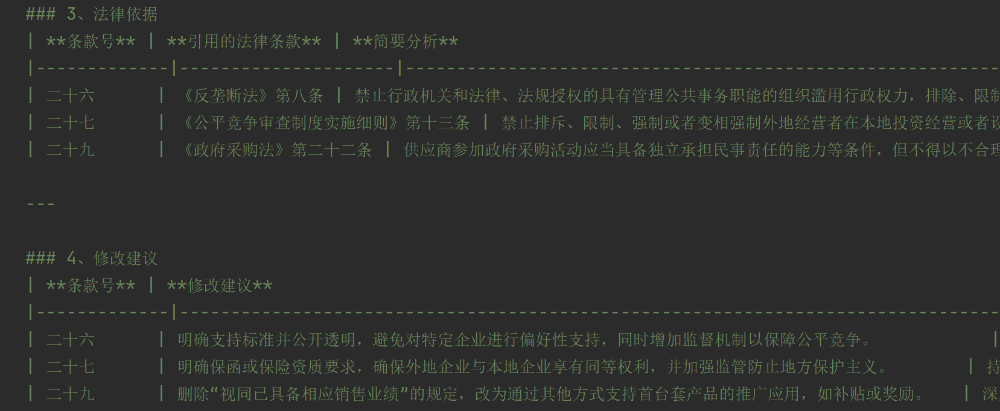 ### 3、法律依据
| **条款号** | **引用的法律条款** | **简要分析**
|-------------|---------------------|----------------------------------------------------------
| 二十六 | 《反垄断法》第八条 | 禁止行政机关和法律、法规授权的具有管理公共事务职能的组织滥用行政权力，排除、限制
| 二十七 | 《公平竞争审查制度实施细则》第十三条 | 禁止排斥、限制、强制或者变相强制外地经营者在本地投资经营或者设
| 二十九 | 《政府采购法》第二十二条 | 供应商参加政府采购活动应当具备独立承担民事责任的能力等条件，但不得以不合理
---
### 4、修改建议
| **条款号** | **修改建议**
|-------------|--------------------------------------------------------------------------------
| 二十六 | 明确支持标准并公开透明，避免对特定企业进行偏好性支持，同时增加监督机制以保障公平竞争。 |
| 二十七 | 明确保函或保险资质要求，确保外地企业与本地企业享有同等权利，并加强监管防止地方保护主义。 | 持
| 二十九 | 删除“视同已具备相应销售业绩”的规定，改为通过其他方式支持首台套产品的推广应用，如补贴或奖励。 | 深